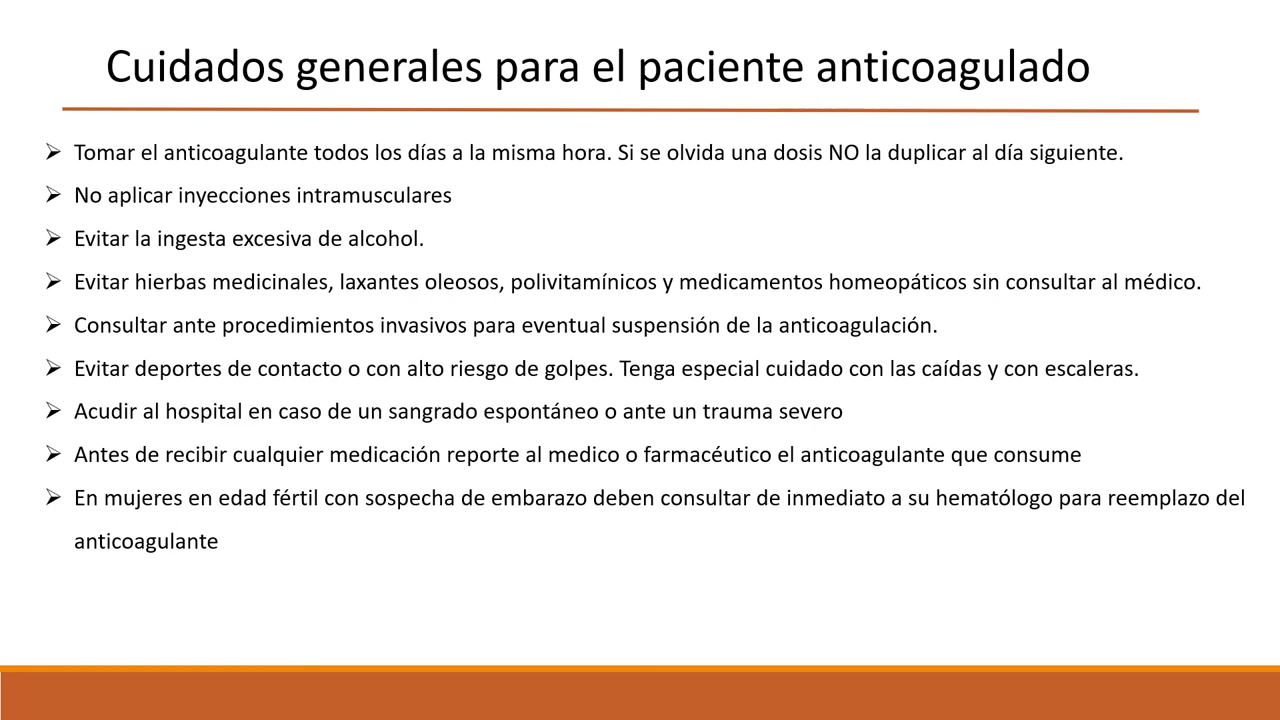 Cuidados generales para el paciente anticoagulado
➢ Tomar el anticoagulante todos los días a la misma hora. Si se olvida una dosis NO la duplicar al día siguiente.
➢ No aplicar inyecciones intramusculares
➢ Evitar la ingesta excesiva de alcohol.
➢ Evitar hierbas medicinales, laxantes oleosos, polivitamínicos y medicamentos homeopáticos sin consultar al médico.
➢ Consultar ante procedimientos invasivos para eventual suspensión de la anticoagulación.
➢ Evitar deportes de contacto o con alto riesgo de golpes. Tenga especial cuidado con las caídas y con escaleras.
➢ Acudir al hospital en caso de un sangrado espontáneo o ante un trauma severo
➢ Antes de recibir cualquier medicación reporte al medico o farmacéutico el anticoagulante que consume
➢ En mujeres en edad fértil con sospecha de embarazo deben consultar de inmediato a su hematólogo para reemplazo del
anticoagulante